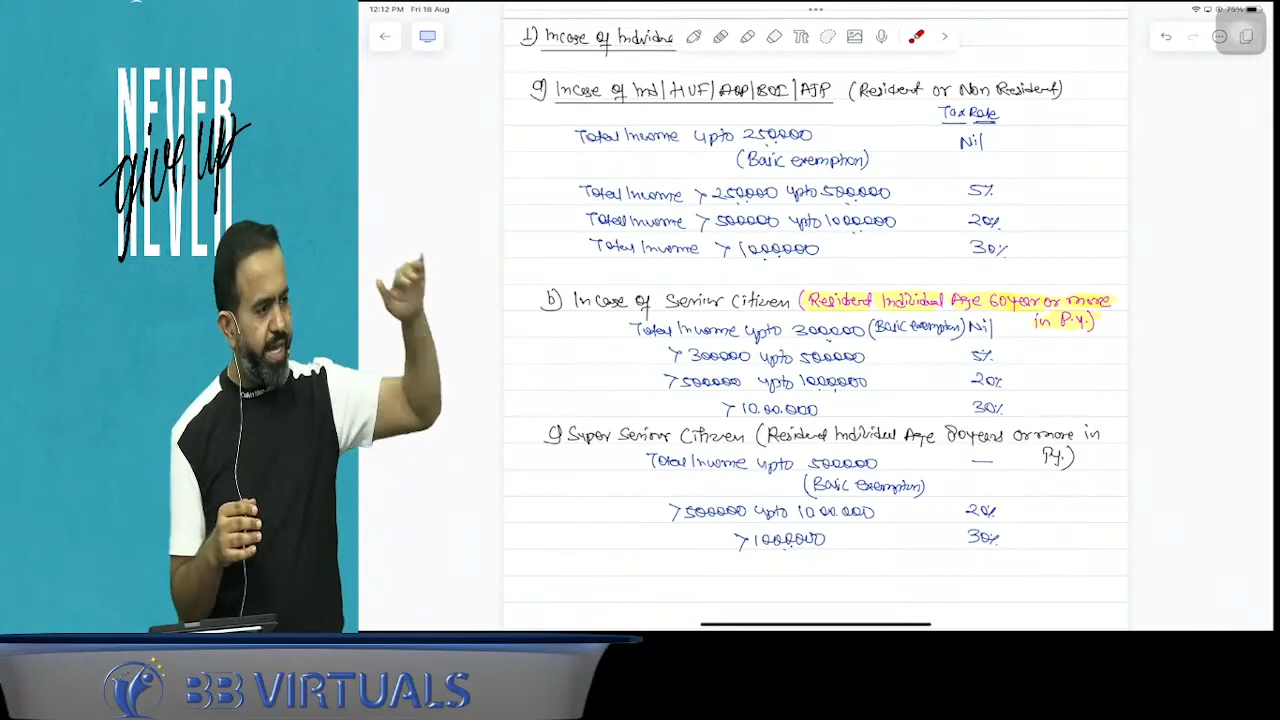 12:12 PM Fri 18 Aug
75%
NEVER
give up
NEVER
1) Incase of Individual
a) Incase of Ind/HUF/AOP/BOI/AJP (Resident or Non Resident)
Tax Rate
Total Income upto 250000 Nil
(Basic exemption)
Total Income > 250000 upto 500000 5%
Total Income > 500000 upto 1000000 20%
Total Income > 1000000 30%
b) Incase of Senior Citizen (Resident Individual Age 60 year or more in P.y.)
Total Income upto 300000 (Basic exemption) Nil
> 300000 upto 500000 5%
> 500000 upto 1000000 20%
> 10.00.000 30%
c) Super Senior Citizen (Resident Individual Age 80 years or more in P.y.)
Total Income upto 500000 —
(Basic exemption)
> 500000 upto 10.00.000 20%
> 1000000 30%
BB VIRTUALS